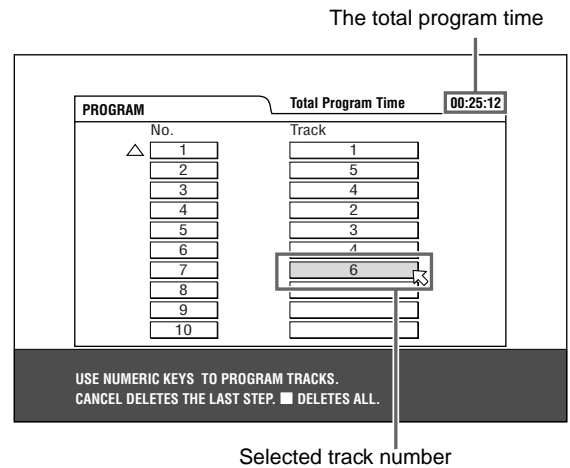 The total program time
PROGRAM Total Program Time 00:25:12
No. Track
1 1
2 5
3 4
4 2
5 3
6 4
7 6
8
9
10
USE NUMERIC KEYS TO PROGRAM TRACKS.
CANCEL DELETES THE LAST STEP. ■ DELETES ALL.
Selected track number